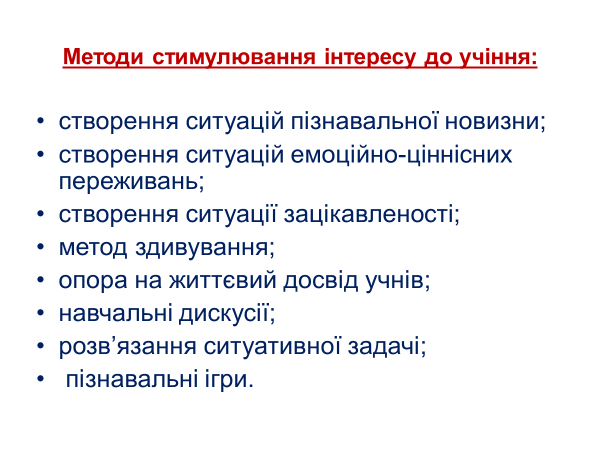 Методи стимулювання інтересу до учіння:
• створення ситуацій пізнавальної новизни;
• створення ситуацій емоційно-ціннісних
переживань;
• створення ситуації зацікавленості;
• метод здивування;
• опора на життєвий досвід учнів;
• навчальні дискусії;
• розв’язання ситуативної задачі;
• пізнавальні ігри.